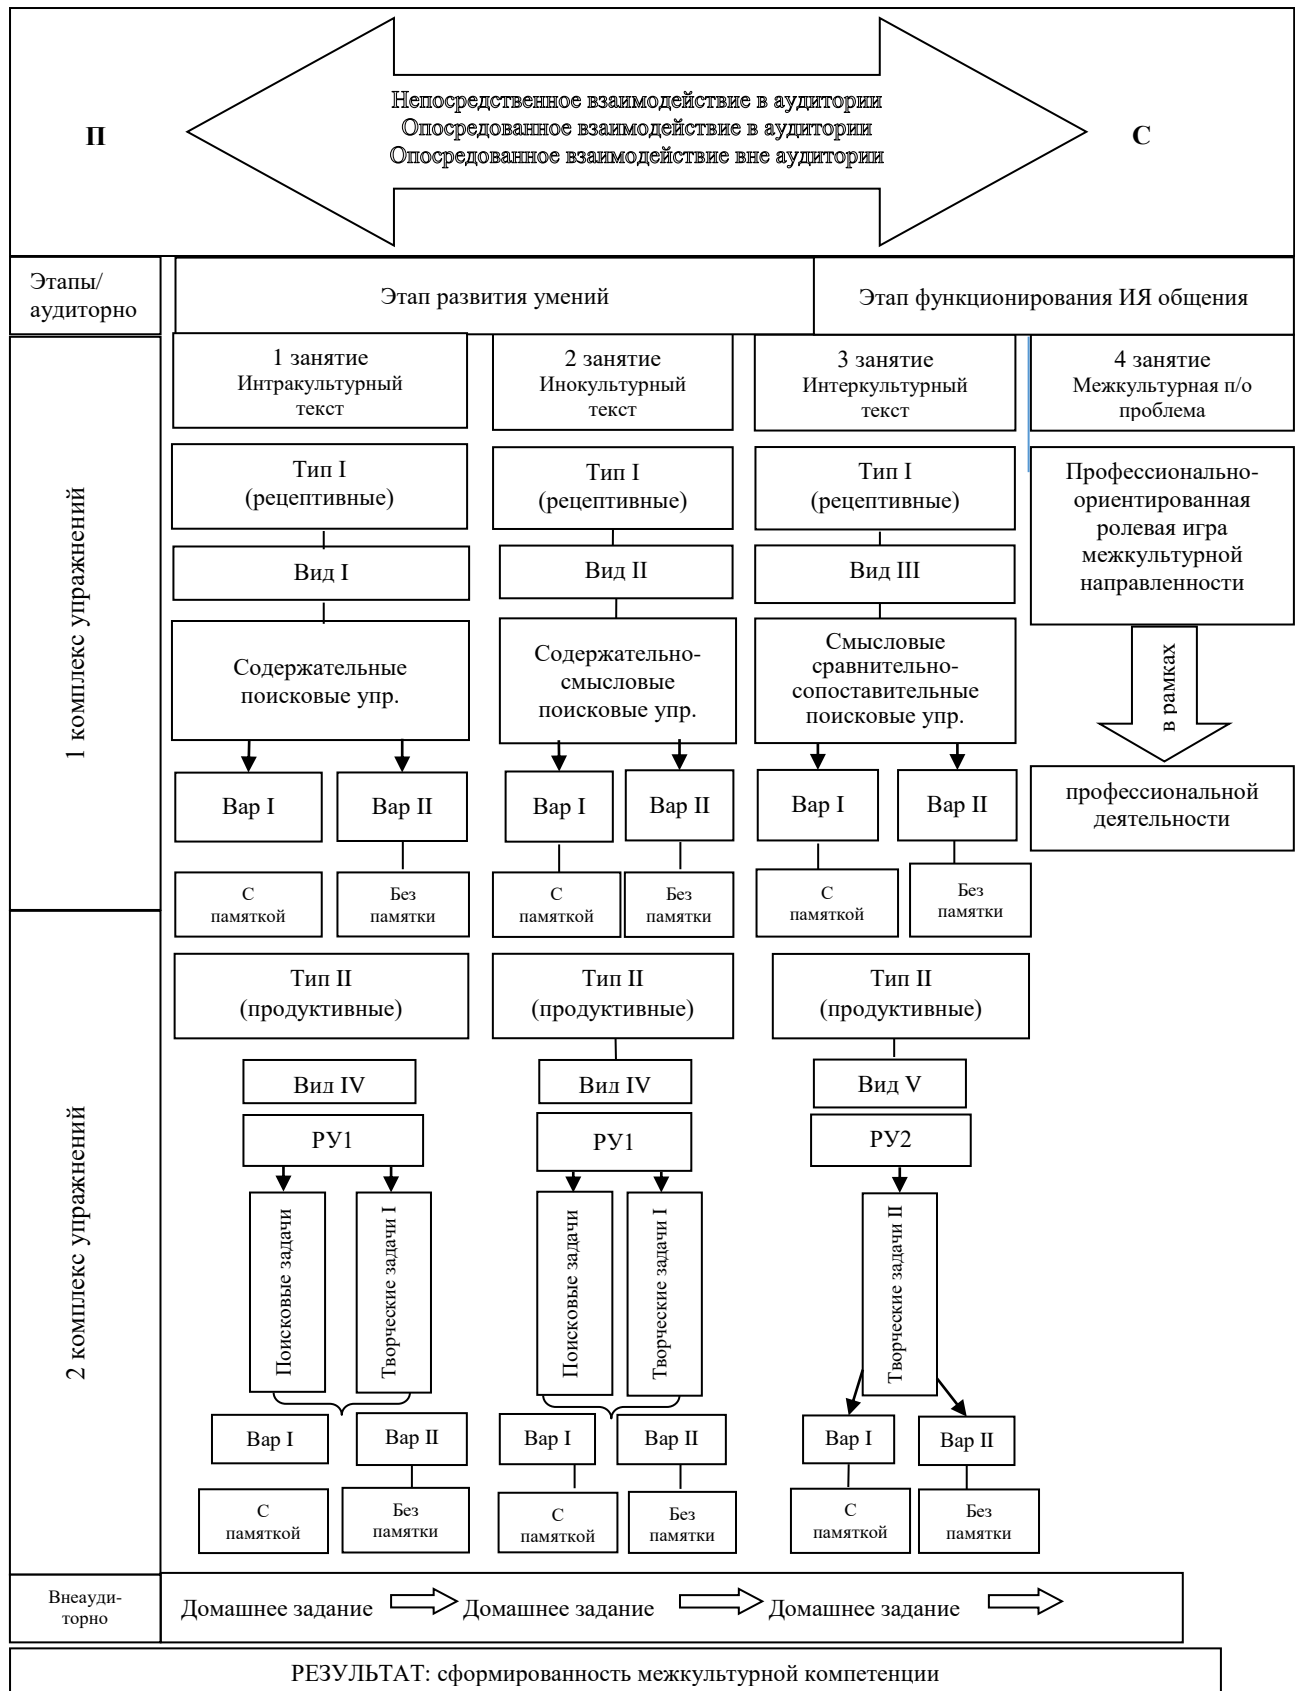 Непосредственное взаимодействие в аудитории
Опосредованное взаимодействие в аудитории
Опосредованное взаимодействие вне аудитории
П
С
Этапы/
аудиторно
Этап развития умений
Этап функционирования ИЯ общения
1 комплекс упражнений
1 занятие
Интракультурный
текст
2 занятие
Инокультурный
текст
3 занятие
Интеркультурный
текст
4 занятие
Межкультурная п/о
проблема
Тип I
(рецептивные)
Тип I
(рецептивные)
Тип I
(рецептивные)
Профессионально-
ориентированная
ролевая игра
межкультурной
направленности
Вид I
Вид II
Вид III
Содержательные
поисковые упр.
Содержательно-
смысловые
поисковые упр.
Смысловые
сравнительно-
сопоставительные
поисковые упр.
в рамках
Вар I
Вар II
Вар I
Вар II
Вар I
Вар II
профессиональной
деятельности
С
памяткой
Без
памятки
С
памяткой
Без
памятки
С
памяткой
Без
памятки
2 комплекс упражнений
Тип II
(продуктивные)
Тип II
(продуктивные)
Тип II
(продуктивные)
Вид IV
Вид IV
Вид V
РУ1
РУ1
РУ2
Поисковые задачи
Творческие задачи I
Поисковые задачи
Творческие задачи I
Творческие задачи II
Вар I
Вар II
Вар I
Вар II
Вар I
Вар II
С
памяткой
Без
памятки
С
памяткой
Без
памятки
С
памяткой
Без
памятки
Внеауди-
торно
Домашнее задание
Домашнее задание
Домашнее задание
РЕЗУЛЬТАТ: сформированность межкультурной компетенции